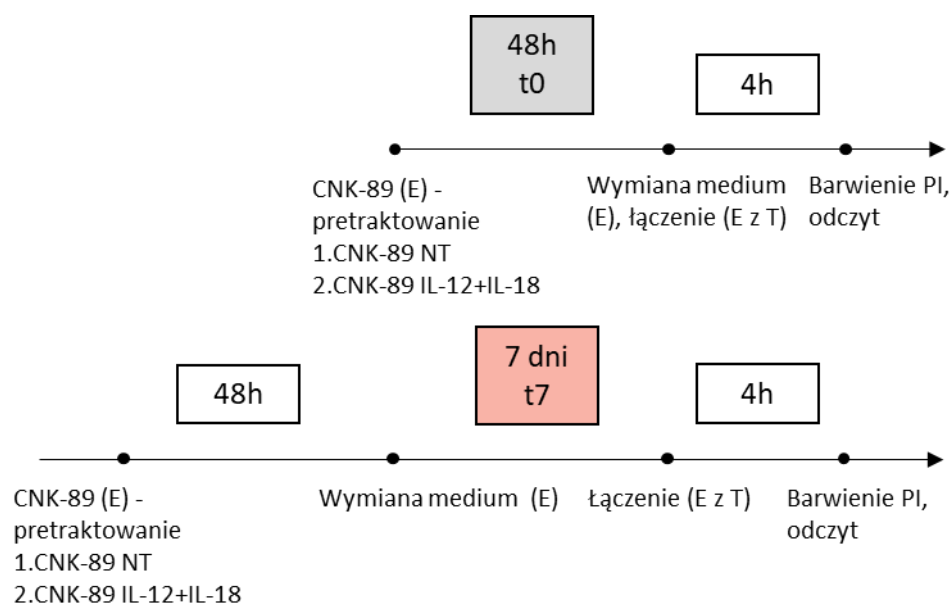 48h
t0
4h
CNK-89 (E) -
pretraktowanie
1.CNK-89 NT
2.CNK-89 IL-12+IL-18
Wymiana medium
(E), łączenie (E z T)
Barwienie PI,
odczyt
48h
7 dni
t7
4h
CNK-89 (E) -
pretraktowanie
1.CNK-89 NT
2.CNK-89 IL-12+IL-18
Wymiana medium (E)
Łączenie (E z T)
Barwienie PI,
odczyt